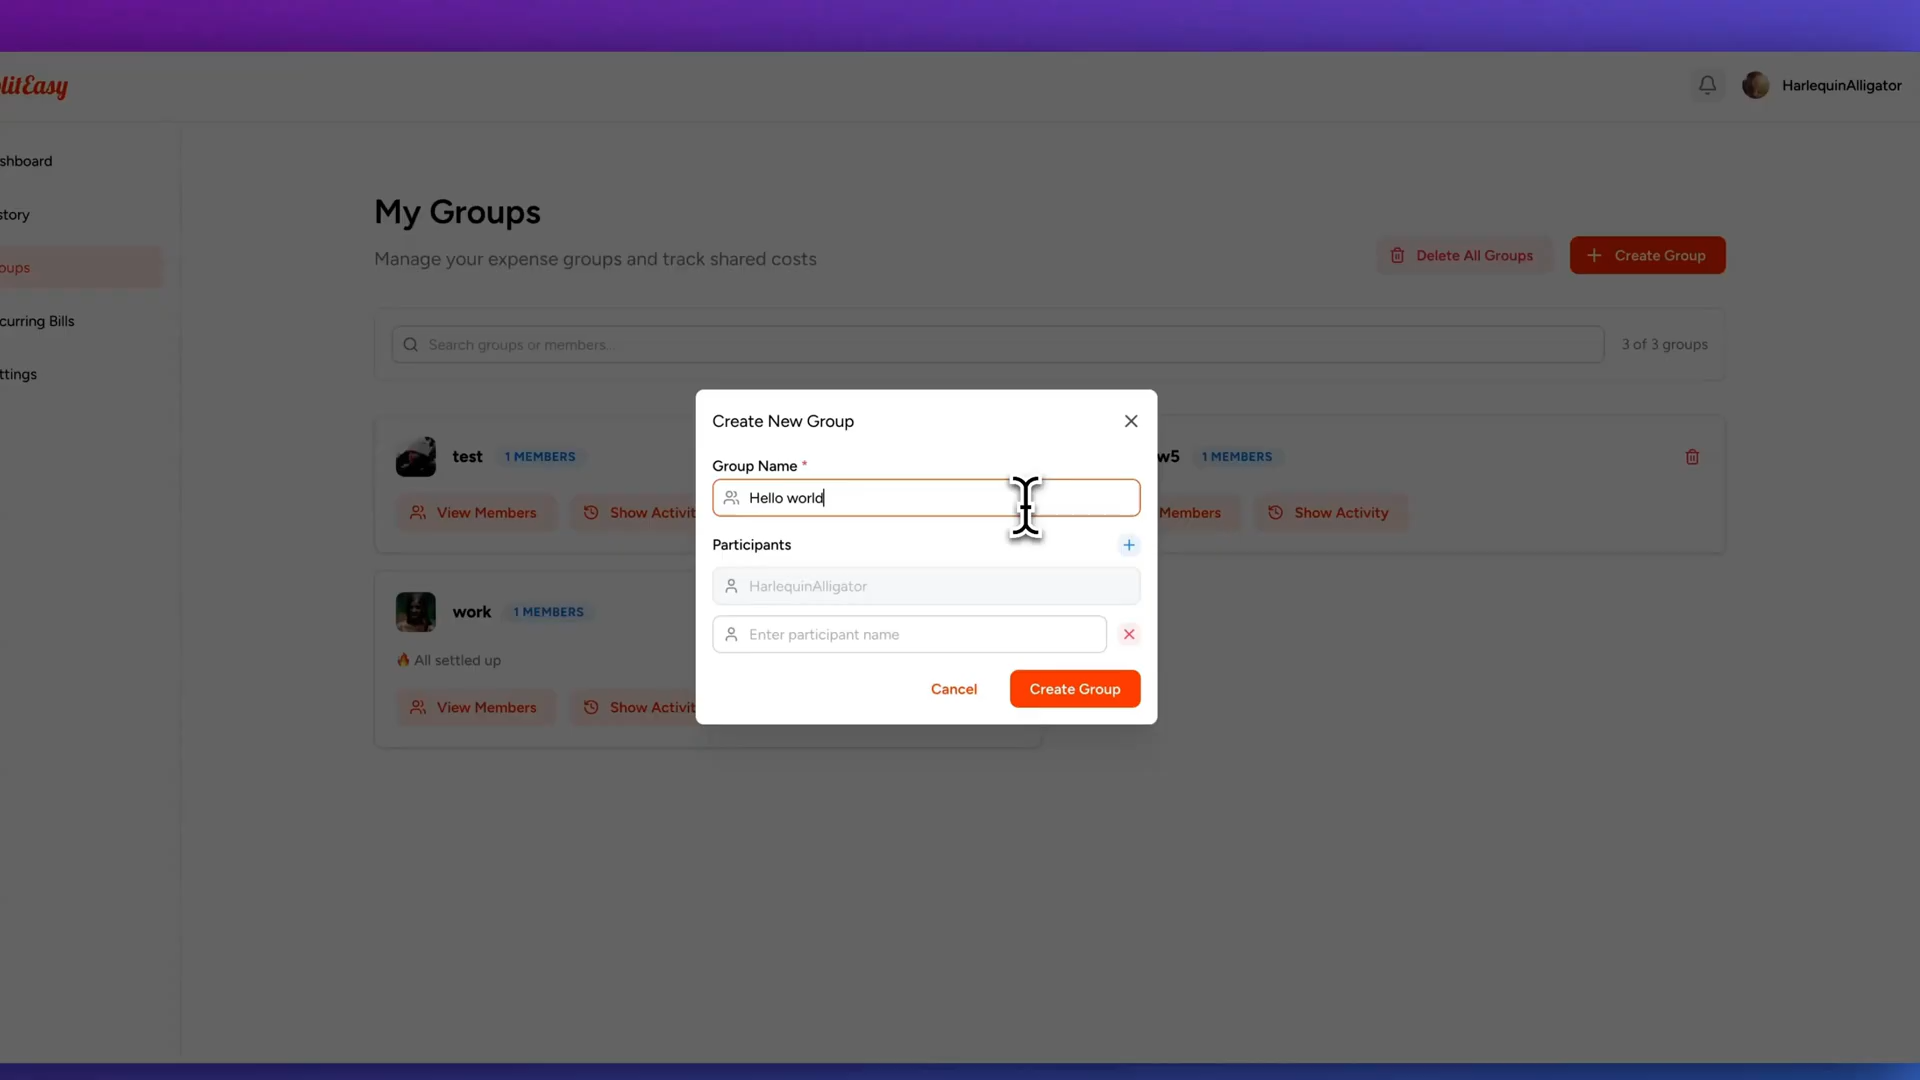 litEasy
HarlequinAlligator
shboard
story
oups
curring Bills
ttings
My Groups
Manage your expense groups and track shared costs
Delete All Groups
Create Group
Search groups or members...
3 of 3 groups
test
1 MEMBERS
View Members
Show Activit
w5
1 MEMBERS
Members
Show Activity
work
1 MEMBERS
All settled up
View Members
Show Activit
Create New Group
Group Name *
Hello world
Participants
HarlequinAlligator
Enter participant name
Cancel
Create Group